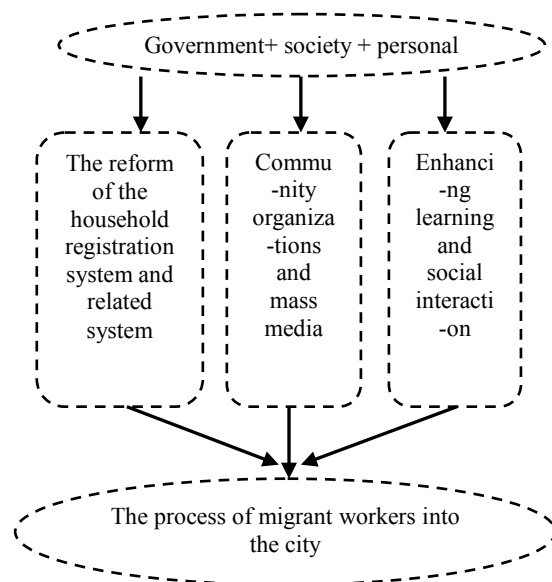 Government+ society + personal
The reform
of the
household
registration
system and
related
system
Commu
-nity
organiza
-tions
and
mass
media
Enhanci
-ng
learning
and
social
interacti
-on
The process of migrant workers into
the city